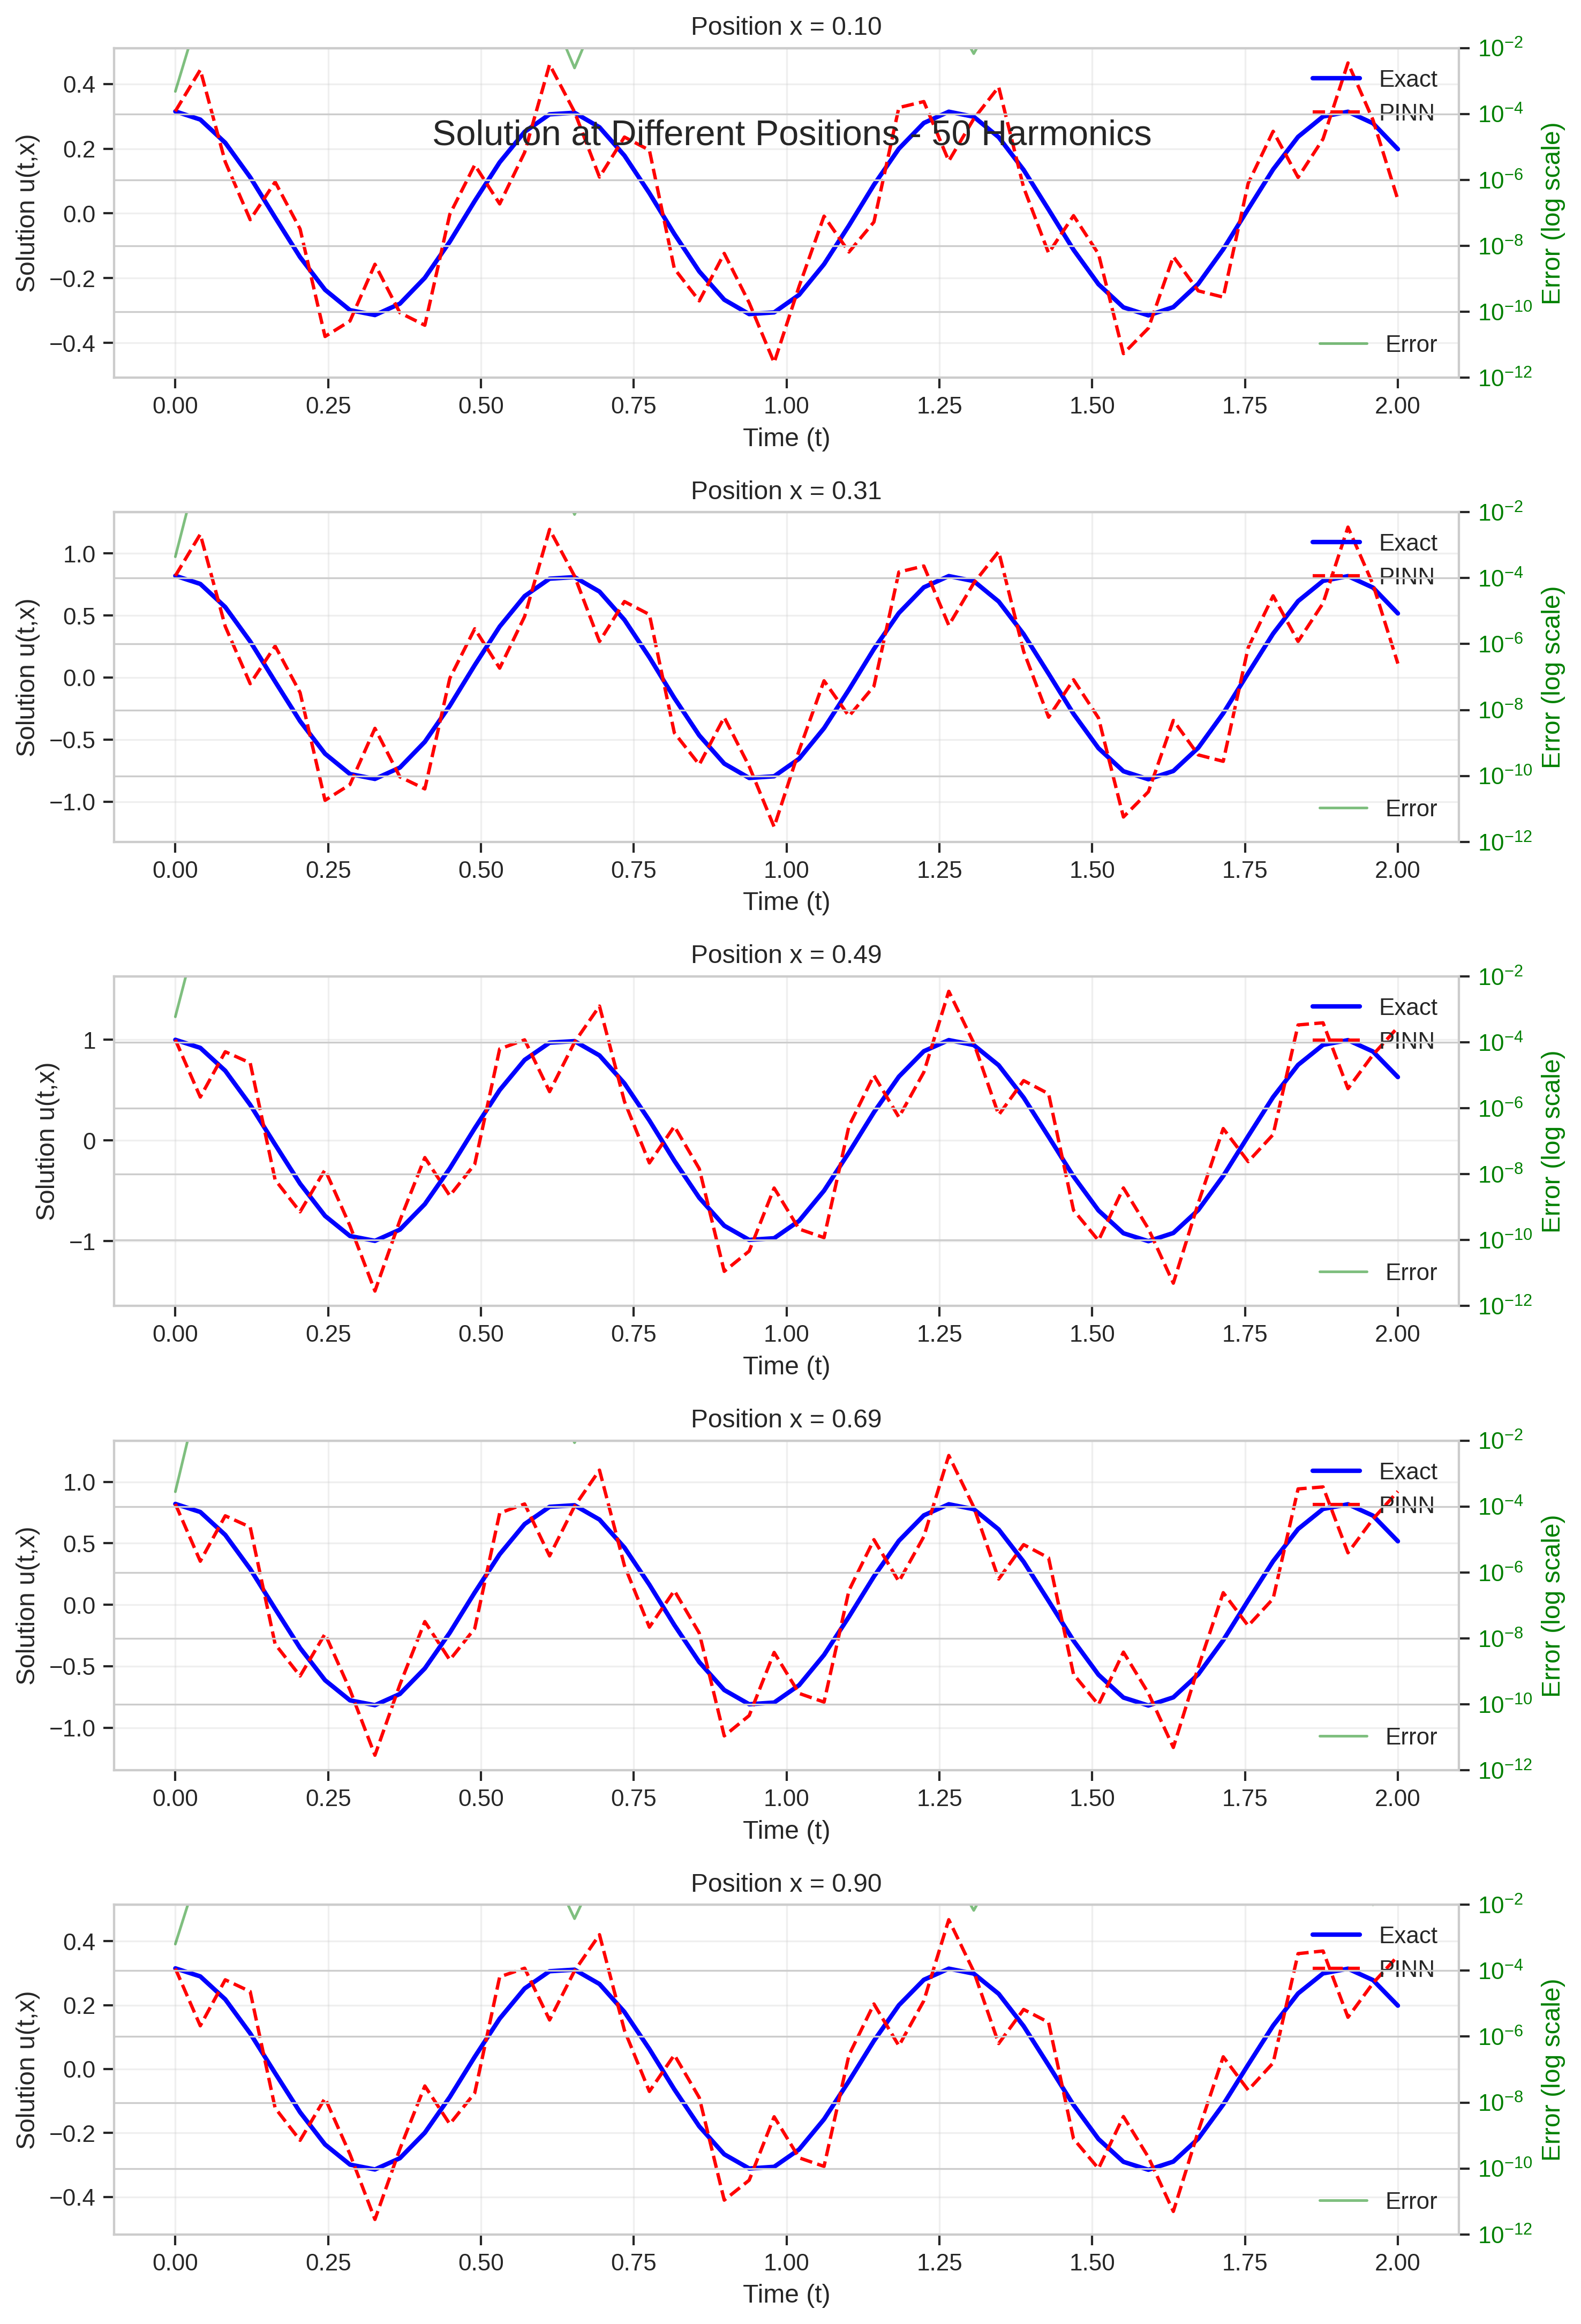 Position x = 0.10
Solution at Different Positions - 50 Harmonics
Solution u(t,x)
0.4
0.2
0.0
−0.2
−0.4
Exact
PINN
Error
10⁻²
10⁻⁴
10⁻⁶
10⁻⁸
10⁻¹⁰
10⁻¹²
Error (log scale)
0.00 0.25 0.50 0.75 1.00 1.25 1.50 1.75 2.00
Time (t)
Position x = 0.31
Solution u(t,x)
1.0
0.5
0.0
−0.5
−1.0
Exact
PINN
Error
10⁻²
10⁻⁴
10⁻⁶
10⁻⁸
10⁻¹⁰
10⁻¹²
Error (log scale)
0.00 0.25 0.50 0.75 1.00 1.25 1.50 1.75 2.00
Time (t)
Position x = 0.49
Solution u(t,x)
1
0
−1
Exact
PINN
Error
10⁻²
10⁻⁴
10⁻⁶
10⁻⁸
10⁻¹⁰
10⁻¹²
Error (log scale)
0.00 0.25 0.50 0.75 1.00 1.25 1.50 1.75 2.00
Time (t)
Position x = 0.69
Solution u(t,x)
1.0
0.5
0.0
−0.5
−1.0
Exact
PINN
Error
10⁻²
10⁻⁴
10⁻⁶
10⁻⁸
10⁻¹⁰
10⁻¹²
Error (log scale)
0.00 0.25 0.50 0.75 1.00 1.25 1.50 1.75 2.00
Time (t)
Position x = 0.90
Solution u(t,x)
0.4
0.2
0.0
−0.2
−0.4
Exact
PINN
Error
10⁻²
10⁻⁴
10⁻⁶
10⁻⁸
10⁻¹⁰
10⁻¹²
Error (log scale)
0.00 0.25 0.50 0.75 1.00 1.25 1.50 1.75 2.00
Time (t)